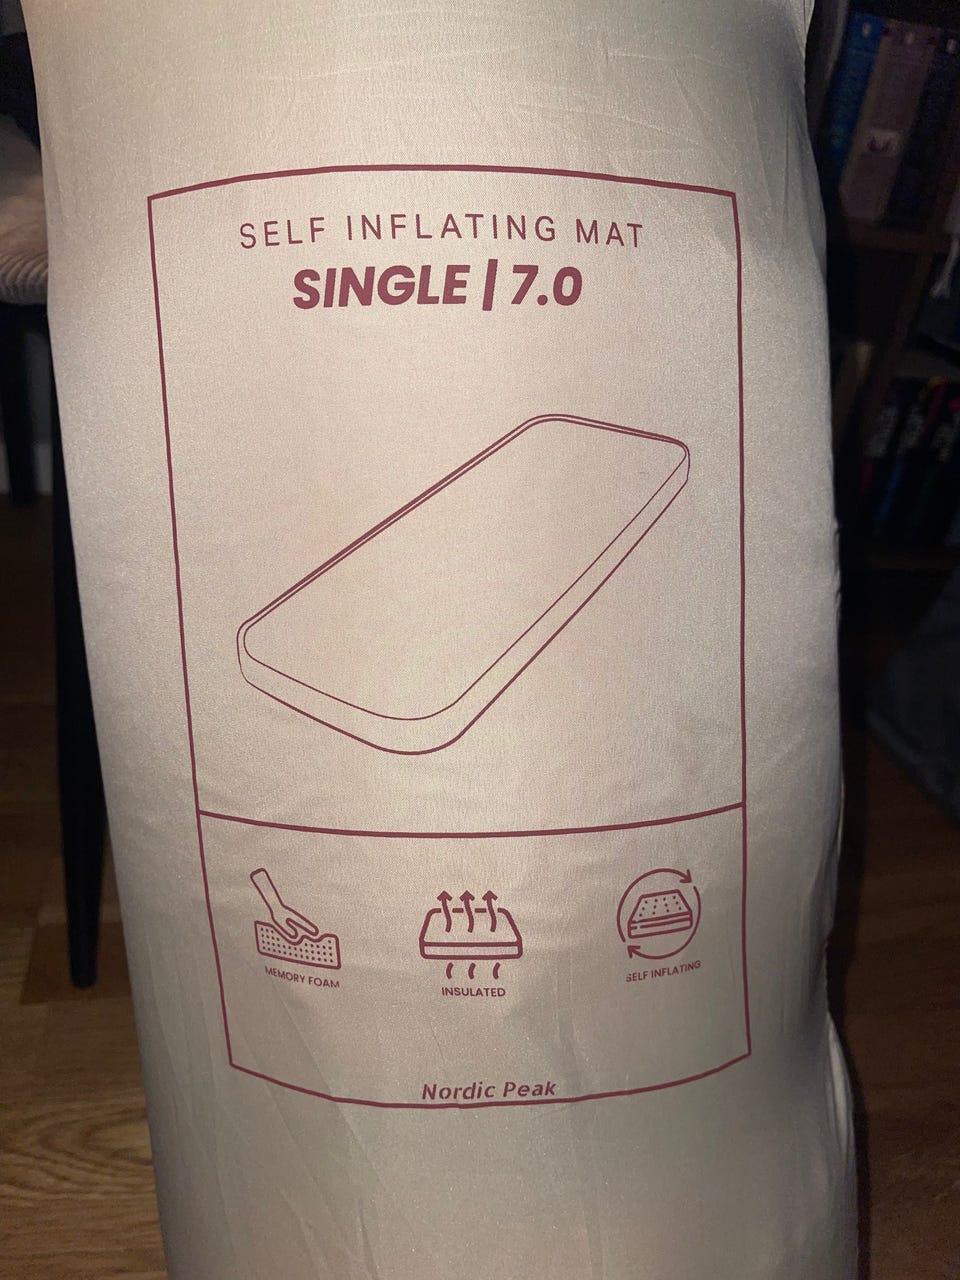 SELF INFLATING MAT
SINGLE | 7.0
MEMORY FOAM
INSULATED
SELF INFLATING
Nordic Peak